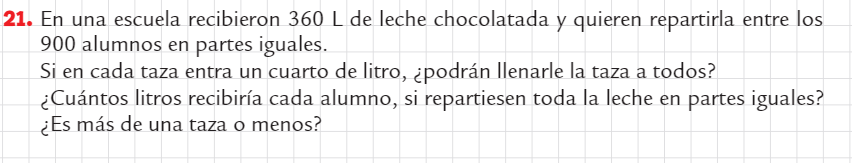 21. En una escuela recibieron 360 L de leche chocolatada y quieren repartirla entre los
900 alumnos en partes iguales.
Si en cada taza entra un cuarto de litro, ¿podrán llenarle la taza a todos?
¿Cuántos litros recibiría cada alumno, si repartiesen toda la leche en partes iguales?
¿Es más de una taza o menos?